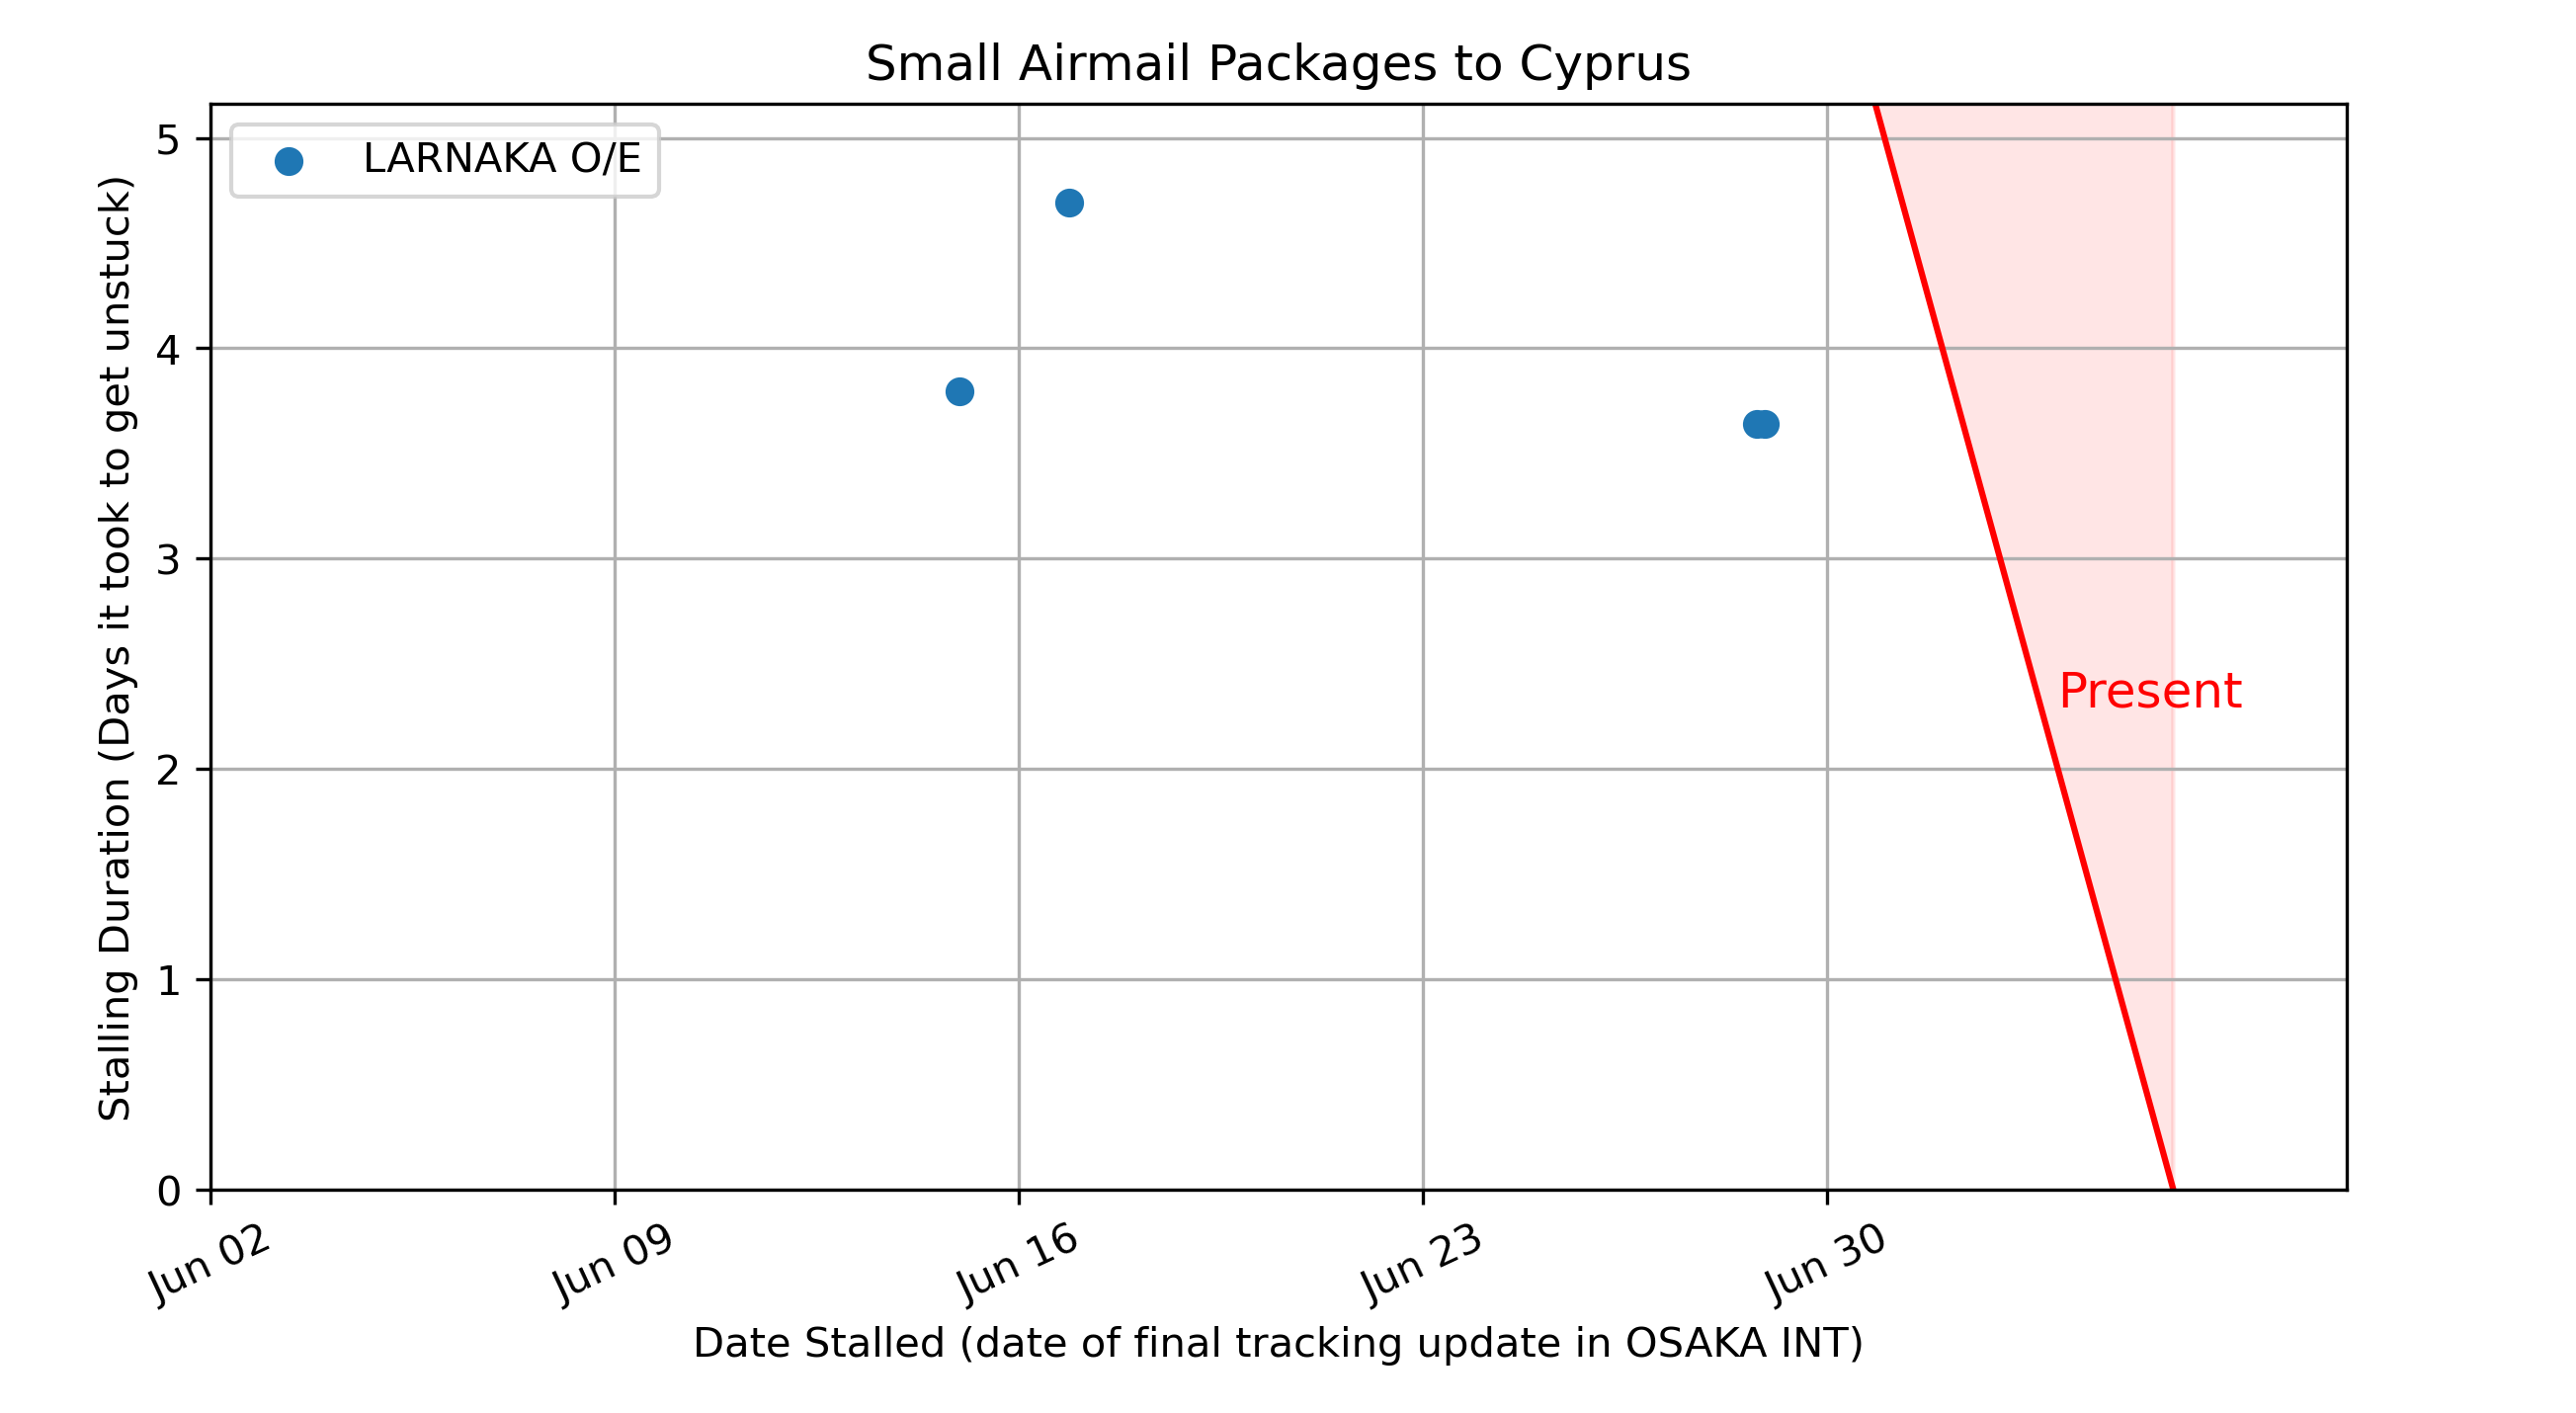 Small Airmail Packages to Cyprus
LARNAKA O/E
5
4
3
2
1
0
Stalling Duration (Days it took to get unstuck)
Present
Jun 02
Jun 09
Jun 16
Jun 23
Jun 30
Date Stalled (date of final tracking update in OSAKA INT)